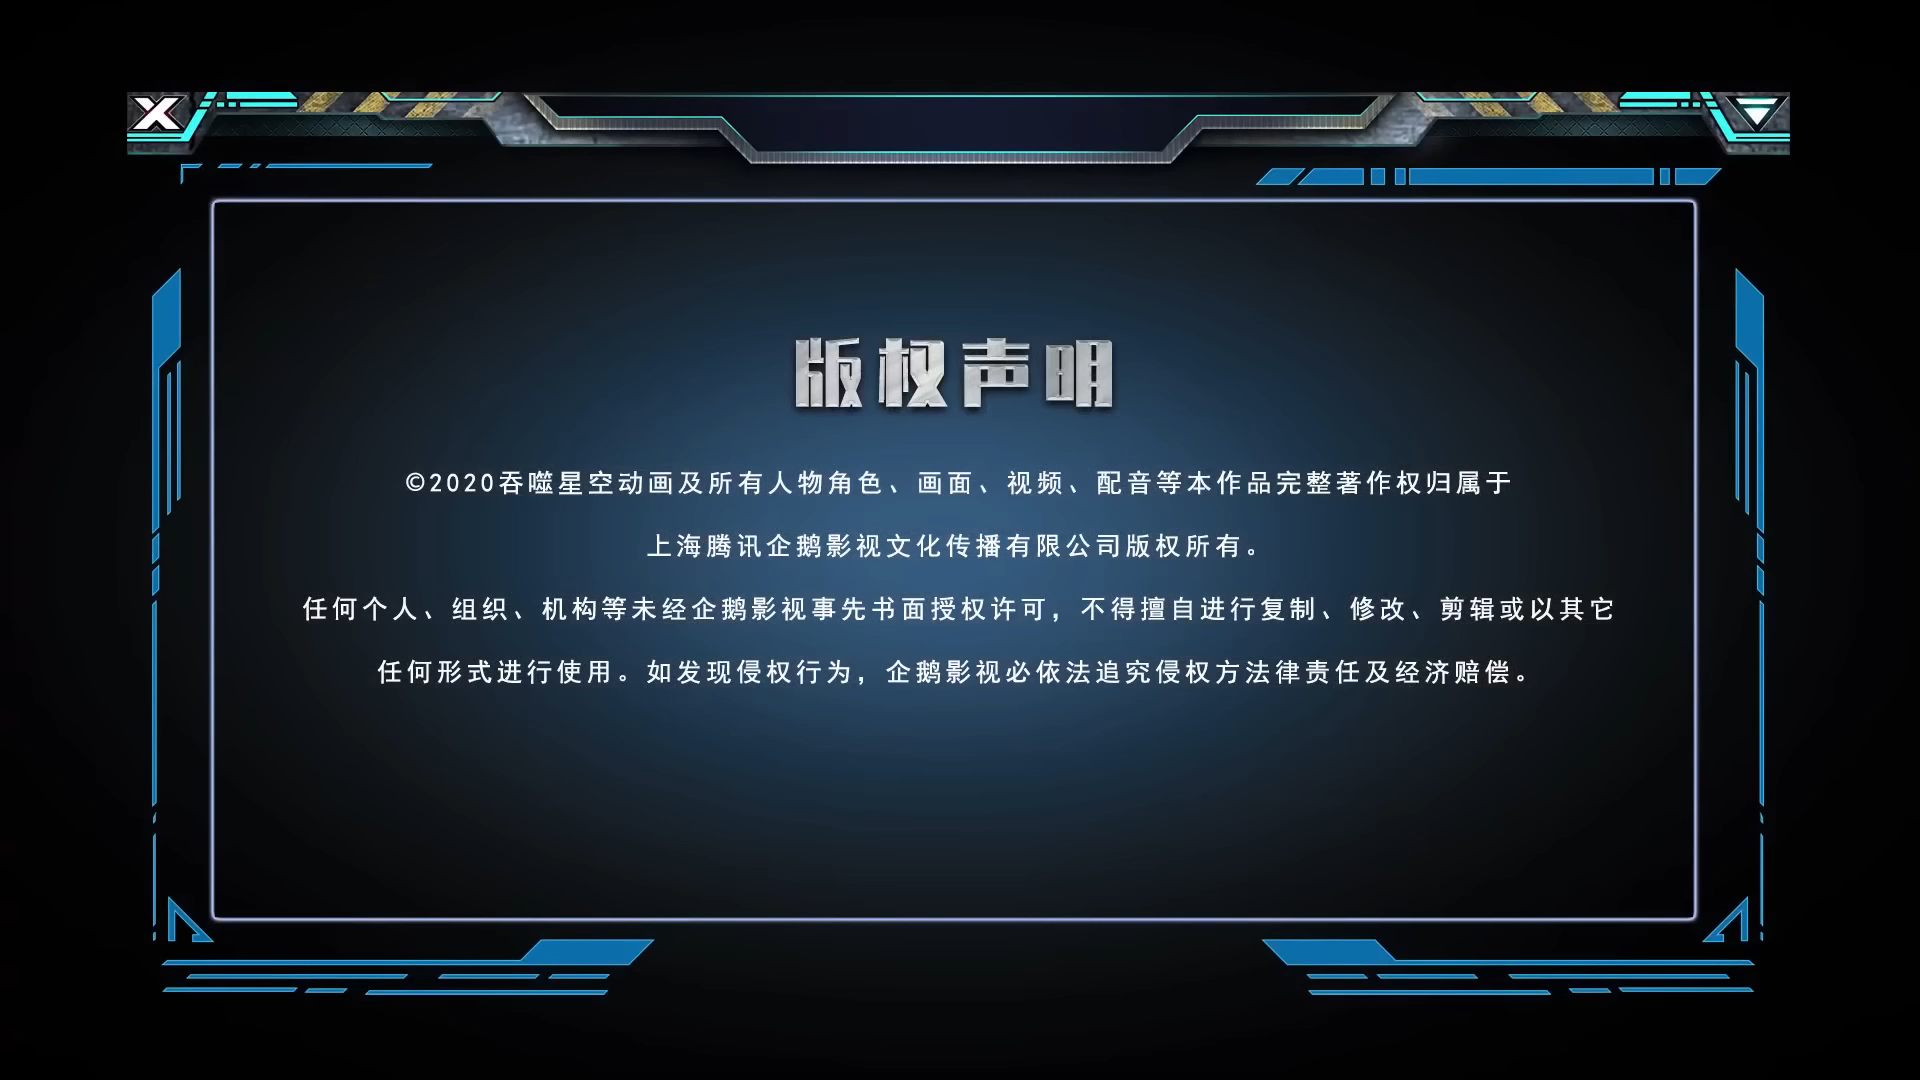 版权声明
©2020吞噬星空动画及所有人物角色、画面、视频、配音等本作品完整著作权归属于
上海腾讯企鹅影视文化传播有限公司版权所有。
任何个人、组织、机构等未经企鹅影视事先书面授权许可，不得擅自进行复制、修改、剪辑或以其它
任何形式进行使用。如发现侵权行为，企鹅影视必依法追究侵权方法律责任及经济赔偿。